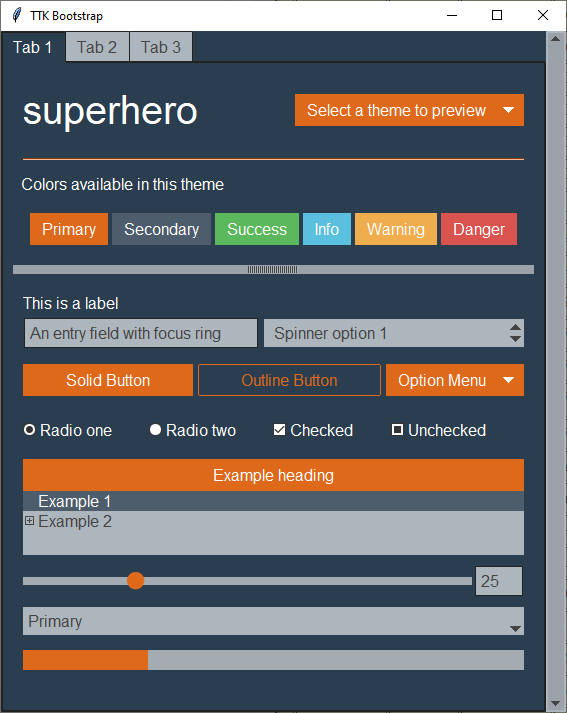 TTK Bootstrap
Tab 1 Tab 2 Tab 3
superhero
Select a theme to preview
Colors available in this theme
Primary Secondary Success Info Warning Danger
This is a label
An entry field with focus ring Spinner option 1
Solid Button Outline Button Option Menu
Radio one Radio two Checked Unchecked
Example heading
Example 1
Example 2
25
Primary